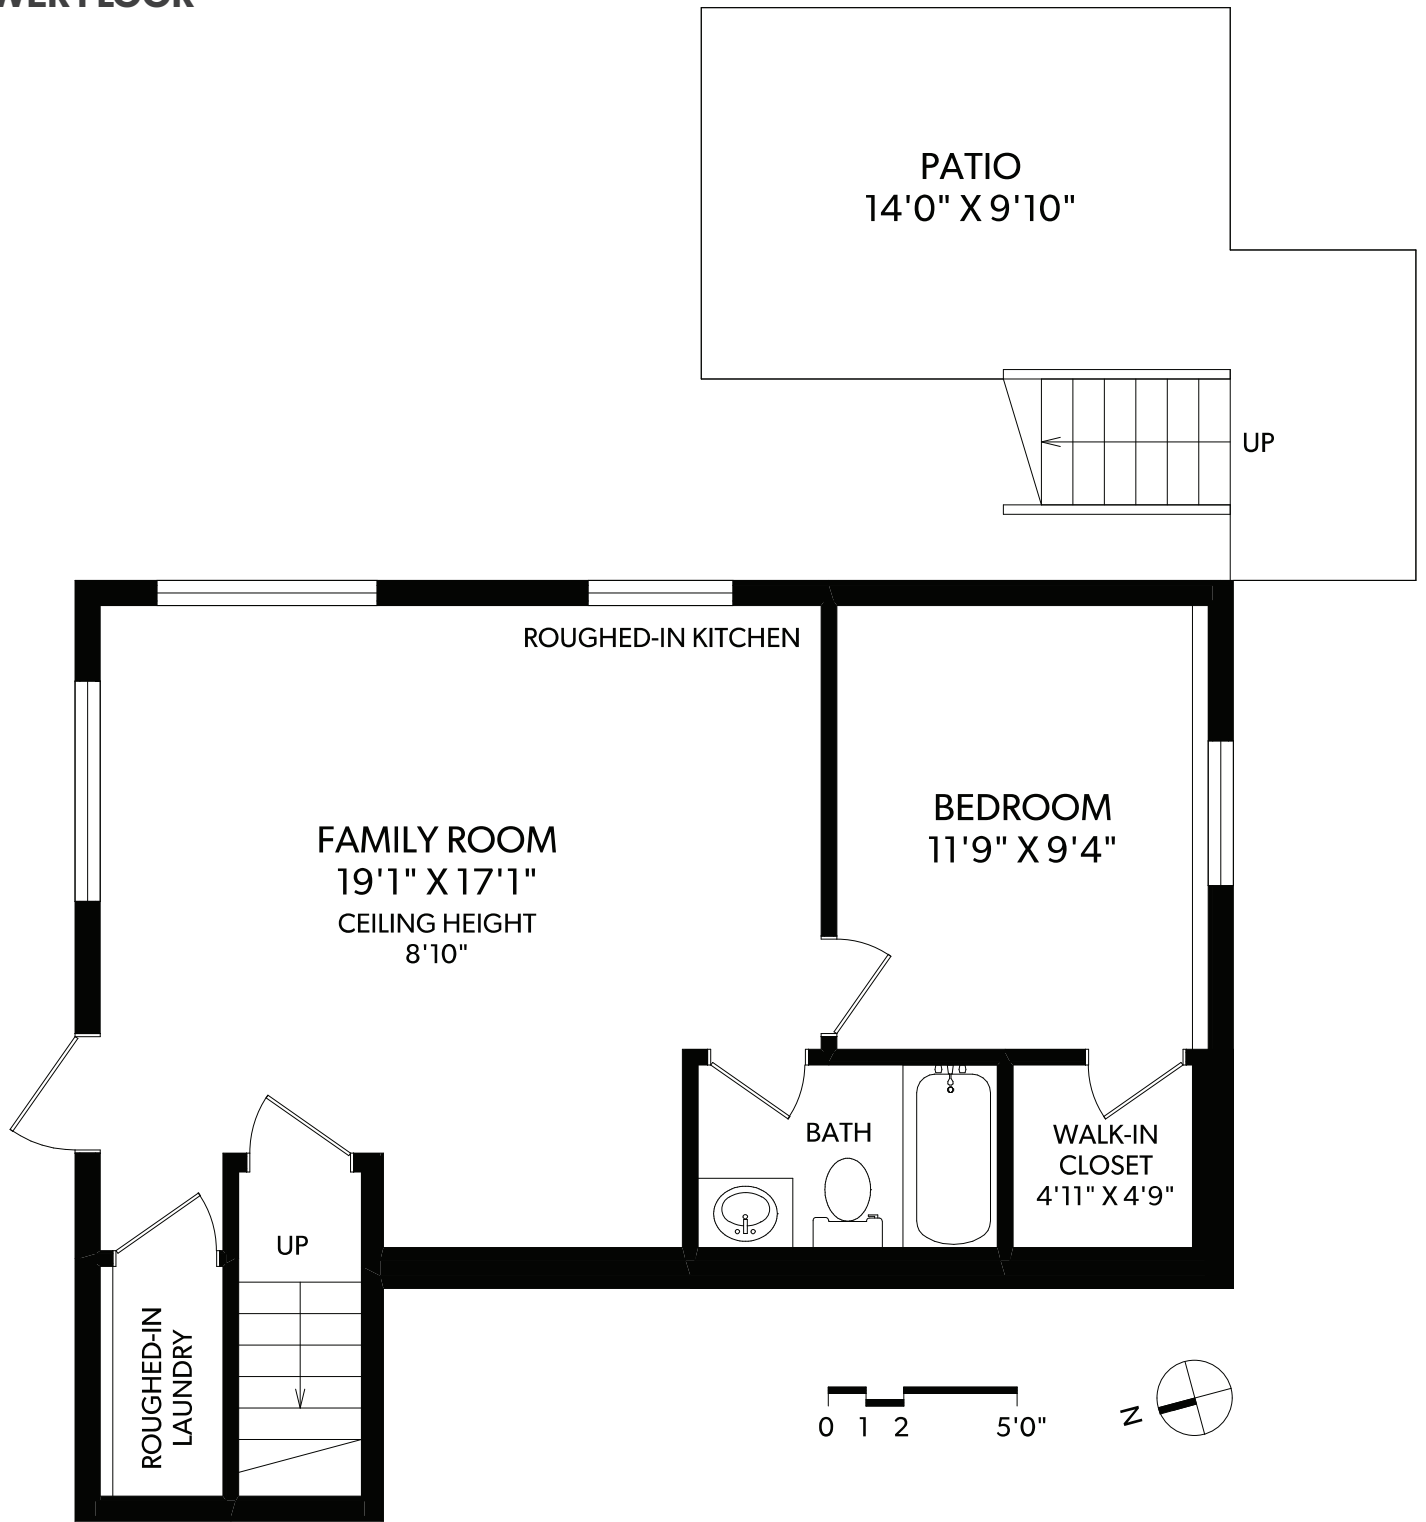 PATIO
14'0" X 9'10"
UP
ROUGHED-IN KITCHEN
BEDROOM
11'9" X 9'4"
FAMILY ROOM
19'1" X 17'1"
CEILING HEIGHT
8'10"
BATH
WALK-IN
CLOSET
4'11" X 4'9"
UP
ROUGHED-IN
LAUNDRY
0 1 2 5'0"
N